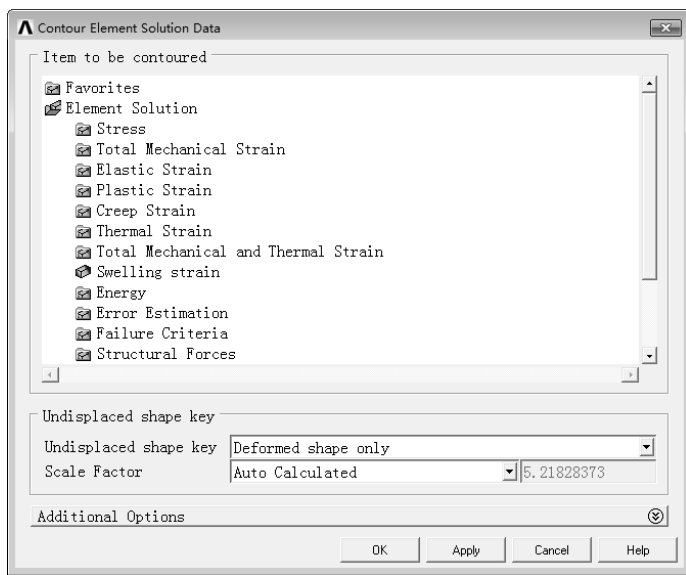 Contour Element Solution Data
Item to be contoured
Favorites
Element Solution
Stress
Total Mechanical Strain
Elastic Strain
Plastic Strain
Creep Strain
Thermal Strain
Total Mechanical and Thermal Strain
Swelling strain
Energy
Error Estimation
Failure Criteria
Structural Forces
Undisplaced shape key
Undisplaced shape key Deformed shape only
Scale Factor Auto Calculated 5.21828373
Additional Options
OK Apply Cancel Help